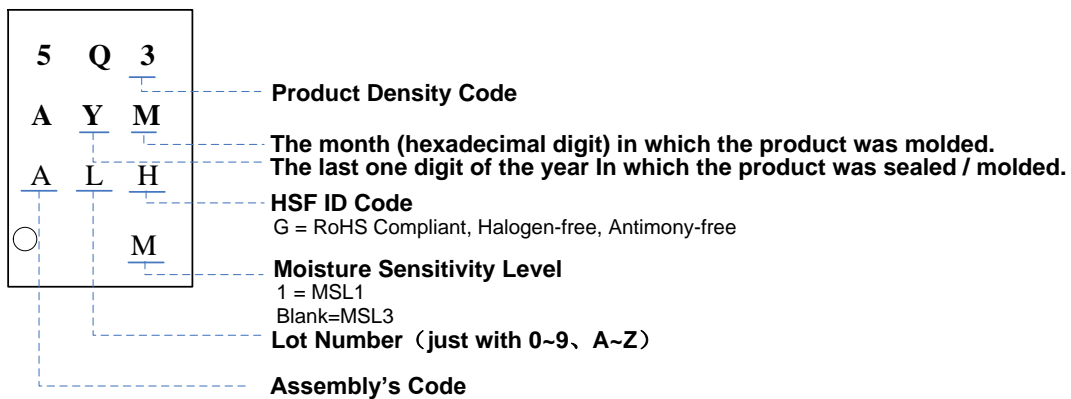 5 Q 3
Product Density Code
A Y M
The month (hexadecimal digit) in which the product was molded.
The last one digit of the year In which the product was sealed / molded.
A L H
HSF ID Code
G = RoHS Compliant, Halogen-free, Antimony-free
M
Moisture Sensitivity Level
1 = MSL1
Blank=MSL3
Lot Number（just with 0~9、A~Z）
Assembly's Code